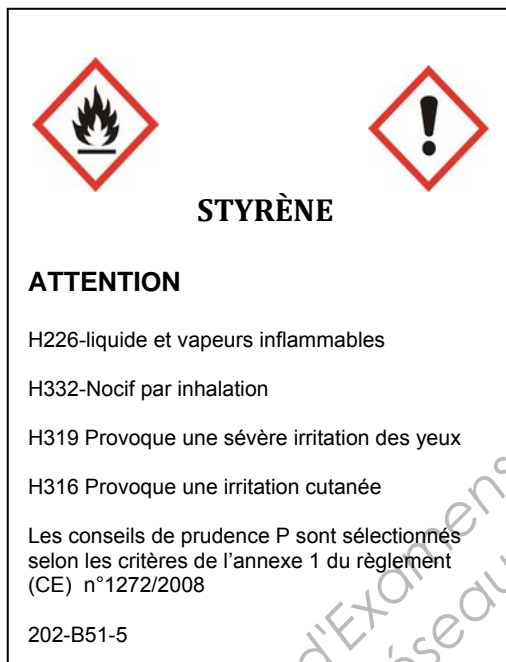 STYRÈNE
ATTENTION
H226-liquide et vapeurs inflammables
H332-Nocif par inhalation
H319 Provoque une sévère irritation des yeux
H316 Provoque une irritation cutanée
Les conseils de prudence P sont sélectionnés
selon les critères de l'annexe 1 du règlement
(CE) n°1272/2008
202-B51-5
d'Examens
éseau